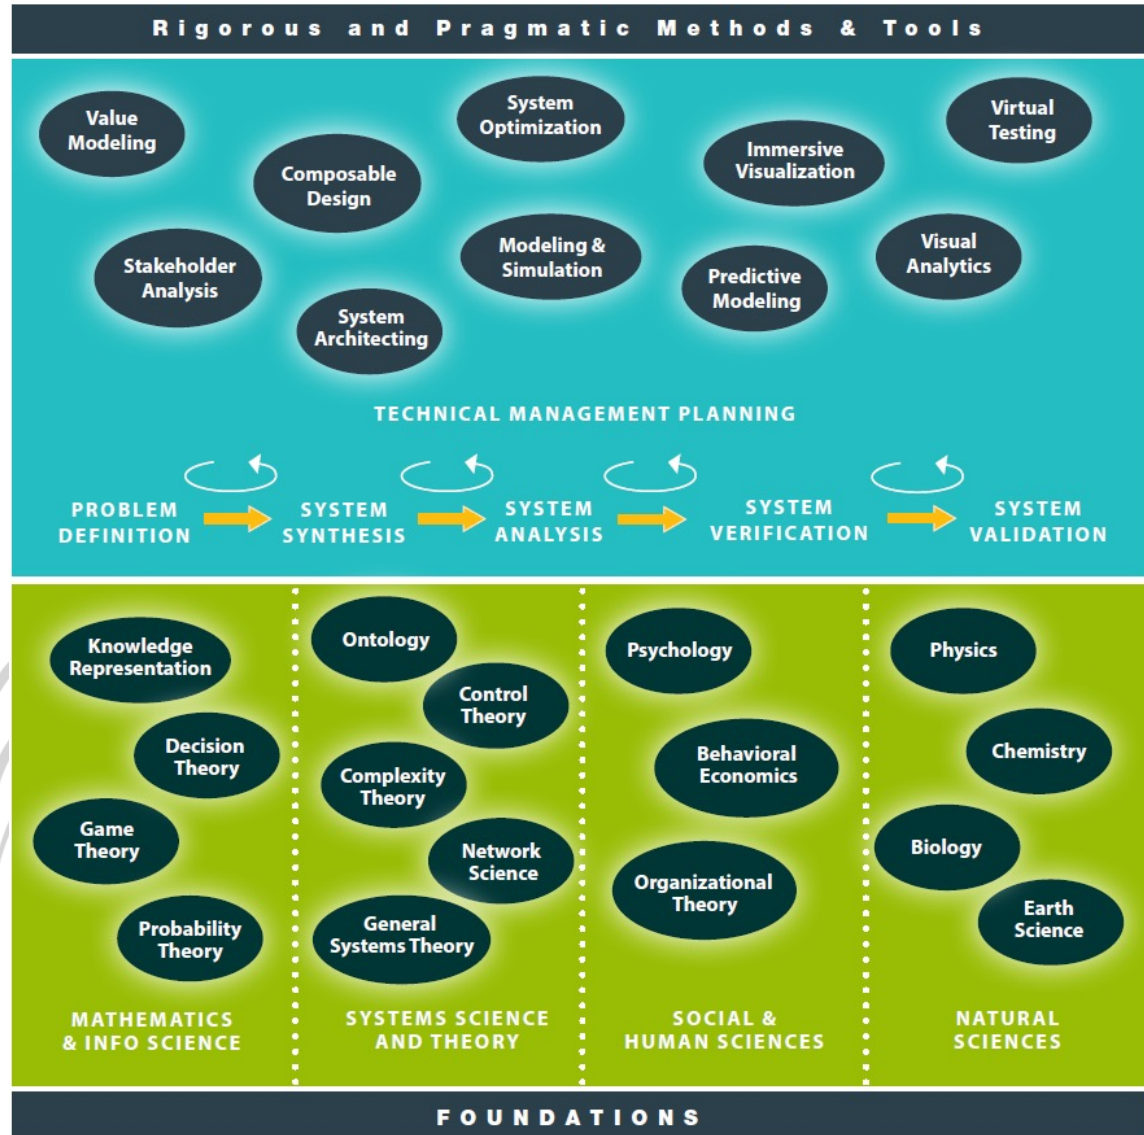 Rigorous and Pragmatic Methods & Tools
Value
Modeling
System
Optimization
Virtual
Testing
Composable
Design
Immersive
Visualization
Stakeholder
Analysis
Modeling &
Simulation
Visual
Analytics
System
Architecting
Predictive
Modeling
TECHNICAL MANAGEMENT PLANNING
PROBLEM
DEFINITION
SYSTEM
SYNTHESIS
SYSTEM
ANALYSIS
SYSTEM
VERIFICATION
SYSTEM
VALIDATION
Knowledge
Representation
Decision
Theory
Game
Theory
Probability
Theory
MATHEMATICS
& INFO SCIENCE
Ontology
Control
Theory
Complexity
Theory
Network
Science
General
Systems Theory
SYSTEMS SCIENCE
AND THEORY
Psychology
Behavioral
Economics
Organizational
Theory
SOCIAL &
HUMAN SCIENCES
Physics
Chemistry
Biology
Earth
Science
NATURAL
SCIENCES
FOUNDATIONS